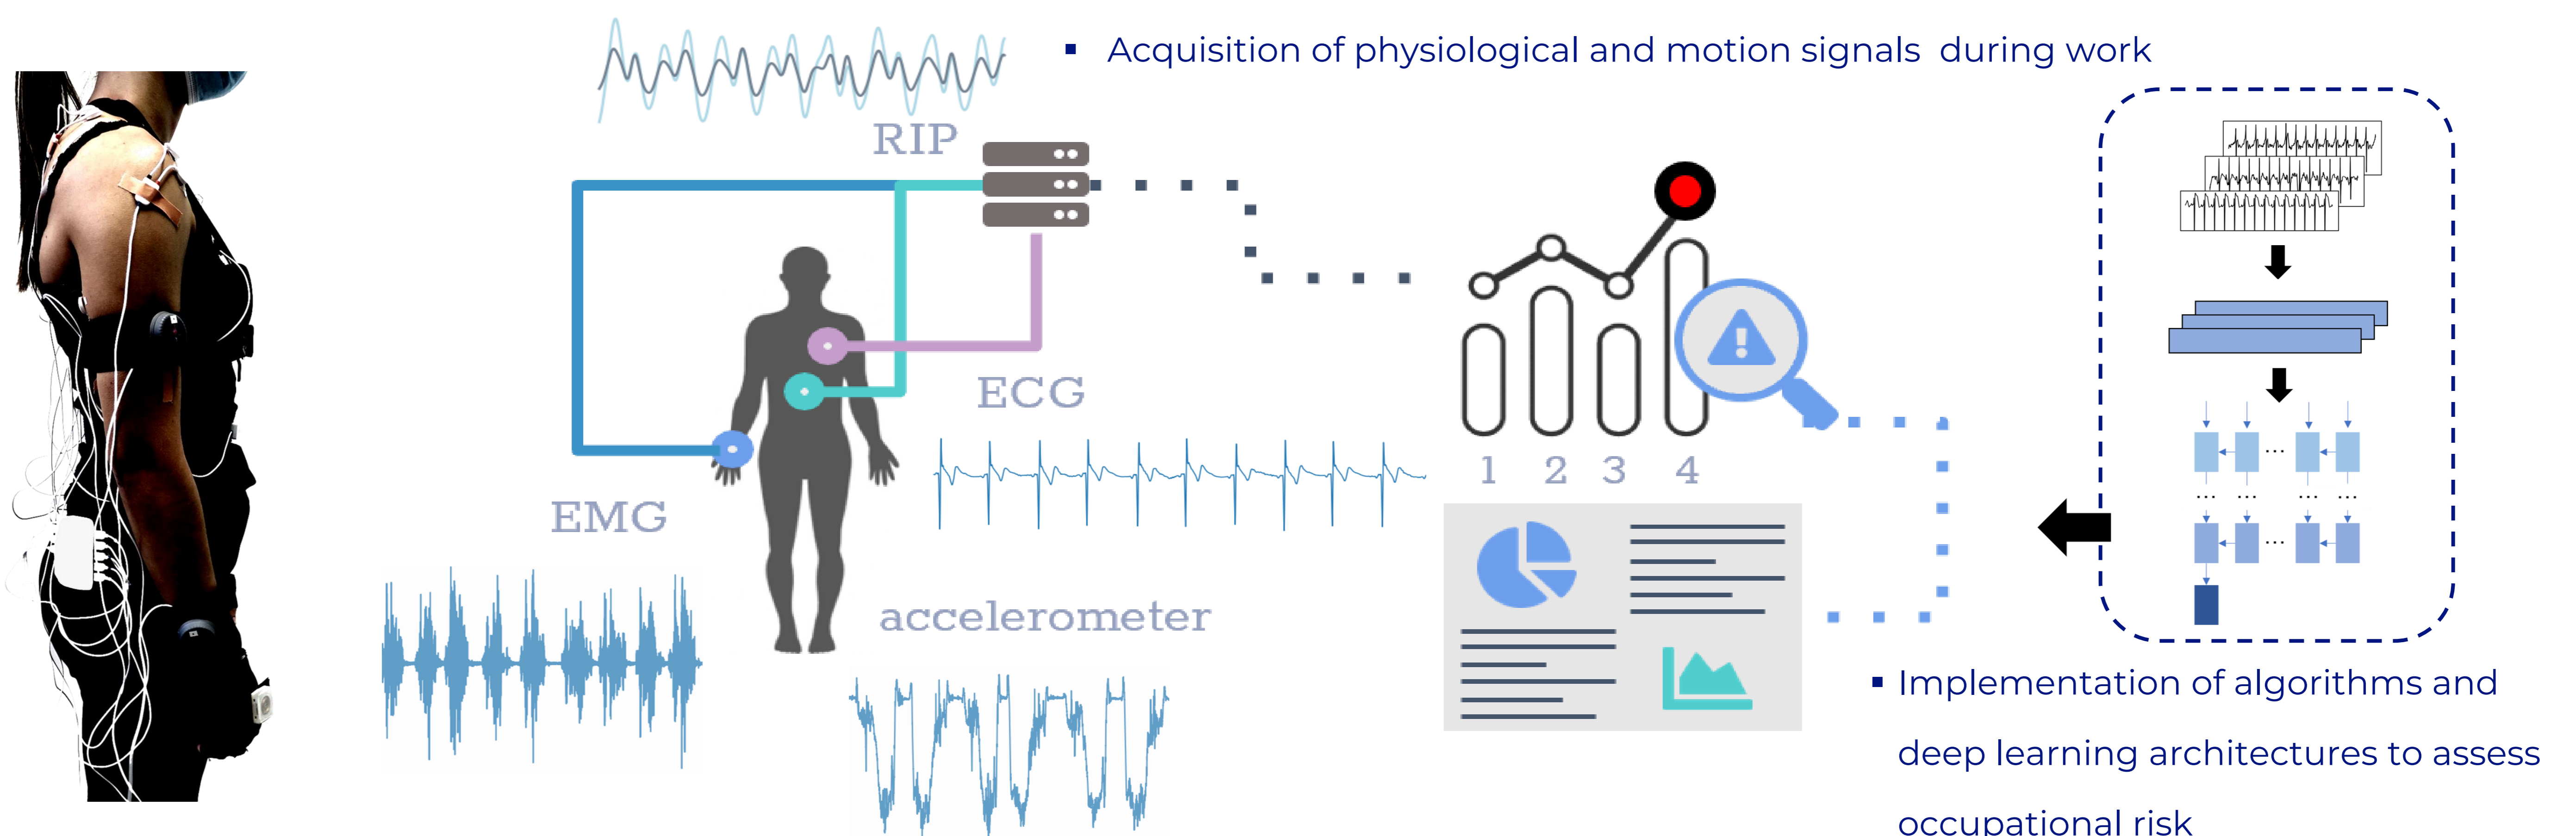 ▪ Acquisition of physiological and motion signals during work
RIP
ECG
EMG
accelerometer
1 2 3 4
▪ Implementation of algorithms and
deep learning architectures to assess
occupational risk